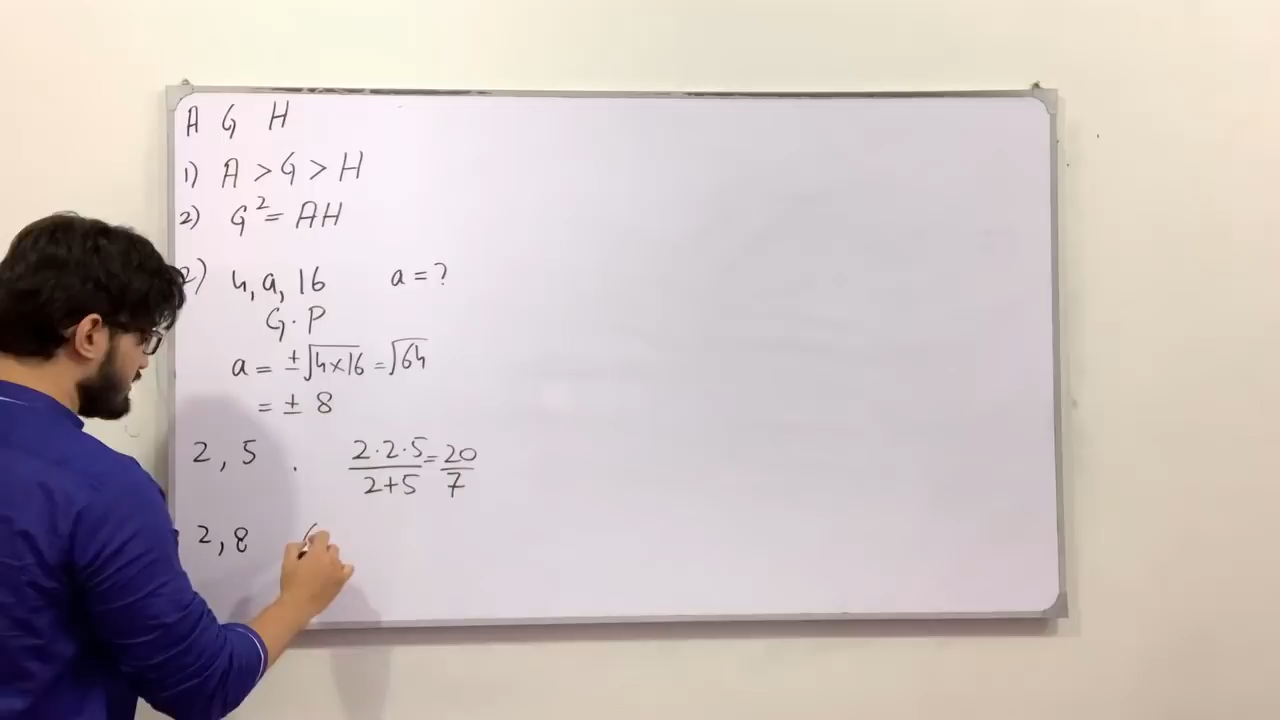 A G H
1) A > G > H
2) G² = AH
2) 4, a, 16 a = ?
G.P
a = ±√4×16 = √64
= ± 8
2, 5 . 2·2·5/2+5 = 20/7
2, 8